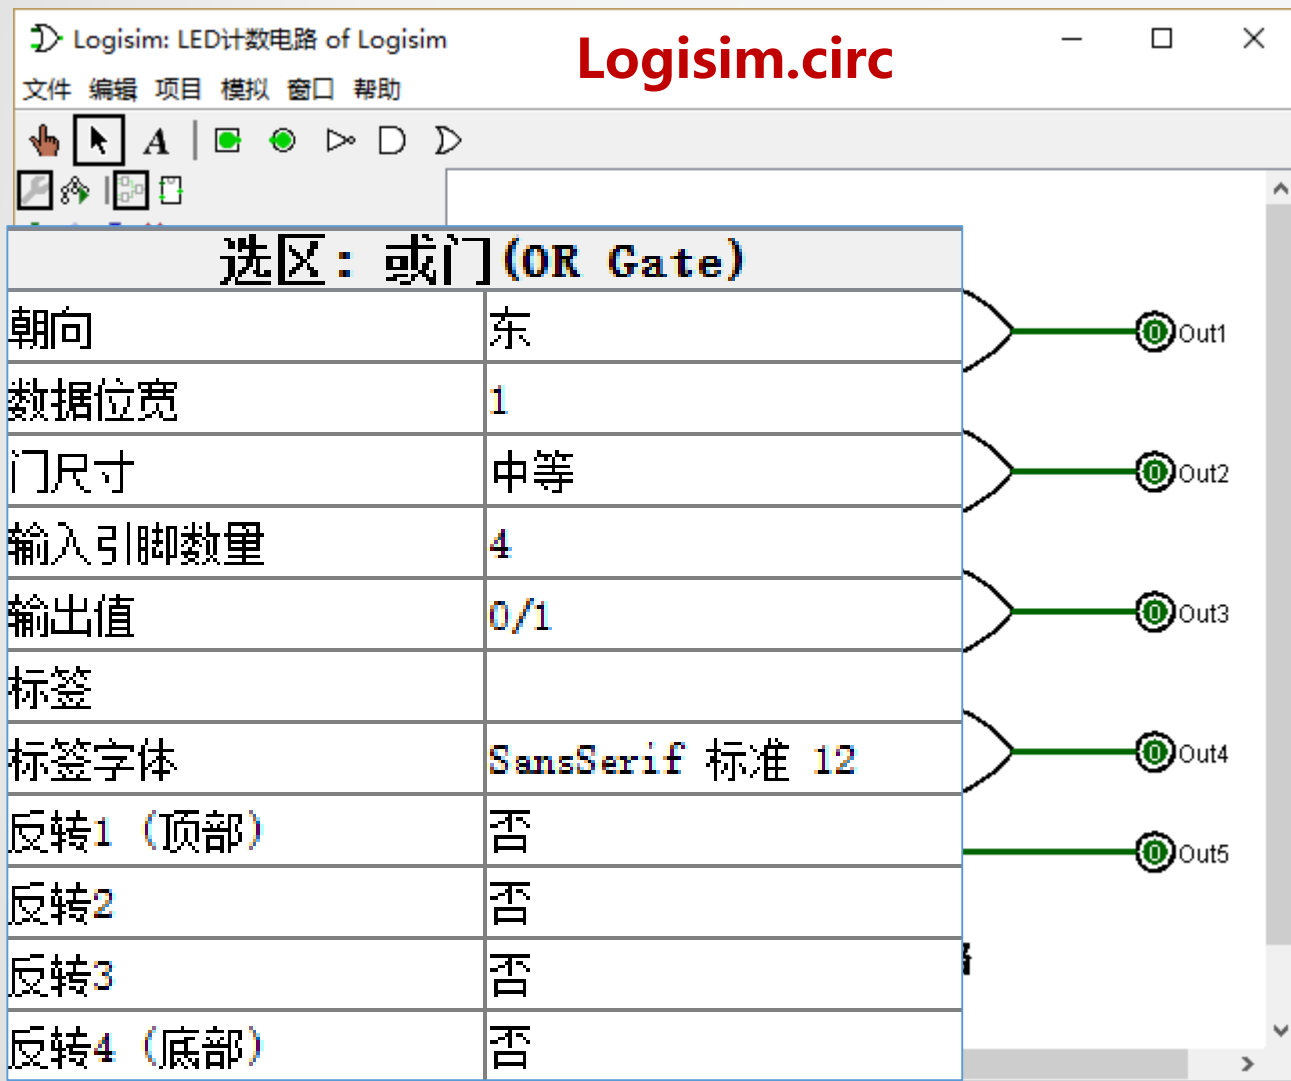 Logisim: LED计数电路 of Logisim
Logisim.circ
文件 编辑 项目 模拟 窗口 帮助
A
选区: 或门(OR Gate)
朝向 东
数据位宽 1
门尺寸 中等
输入引脚数量 4
输出值 0/1
标签
标签字体 SansSerif 标准 12
反转1 (顶部) 否
反转2 否
反转3 否
反转4 (底部) 否
0 Out1
0 Out2
0 Out3
0 Out4
0 Out5